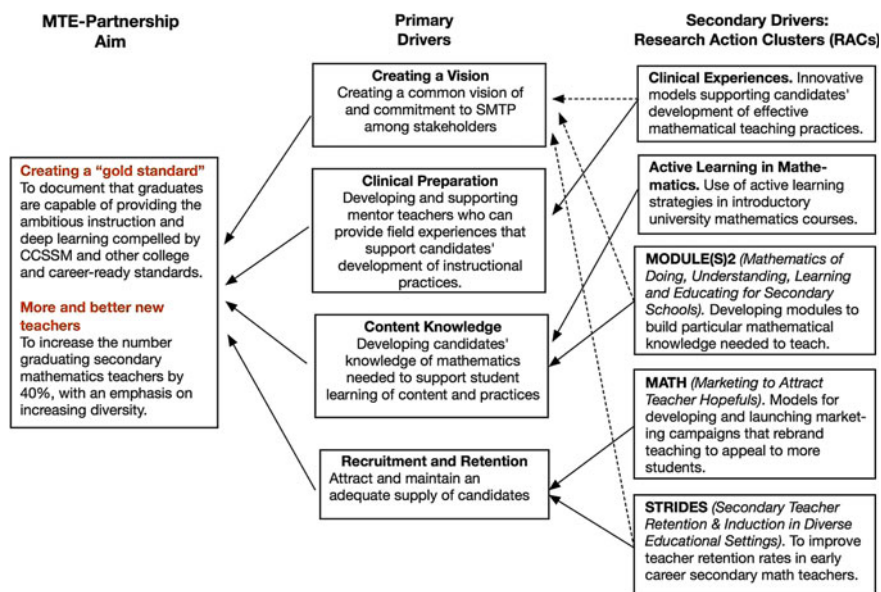 MTE-Partnership
Aim
Primary
Drivers
Secondary Drivers:
Research Action Clusters (RACs)
Creating a “gold standard”
To document that graduates
are capable of providing the
ambitious instruction and
deep learning compelled by
CCSSM and other college
and career-ready standards.
More and better new
teachers
To increase the number
graduating secondary
mathematics teachers by
40%, with an emphasis on
increasing diversity.
Creating a Vision
Creating a common vision of
and commitment to SMTP
among stakeholders
Clinical Preparation
Developing and supporting
mentor teachers who can
provide field experiences that
support candidates'
development of instructional
practices.
Content Knowledge
Developing candidates'
knowledge of mathematics
needed to support student
learning of content and practices
Recruitment and Retention
Attract and maintain an
adequate supply of candidates
Clinical Experiences. Innovative
models supporting candidates'
development of effective
mathematical teaching practices.
Active Learning in Mathe-
matics. Use of active learning
strategies in introductory
university mathematics courses.
MODULE(S)2 (Mathematics of
Doing, Understanding, Learning
and Educating for Secondary
Schools). Developing modules to
build particular mathematical
knowledge needed to teach.
MATH (Marketing to Attract
Teacher Hopefuls). Models for
developing and launching market-
ing campaigns that rebrand
teaching to appeal to more
students.
STRIDES (Secondary Teacher
Retention & Induction in Diverse
Educational Settings). To improve
teacher retention rates in early
career secondary math teachers.